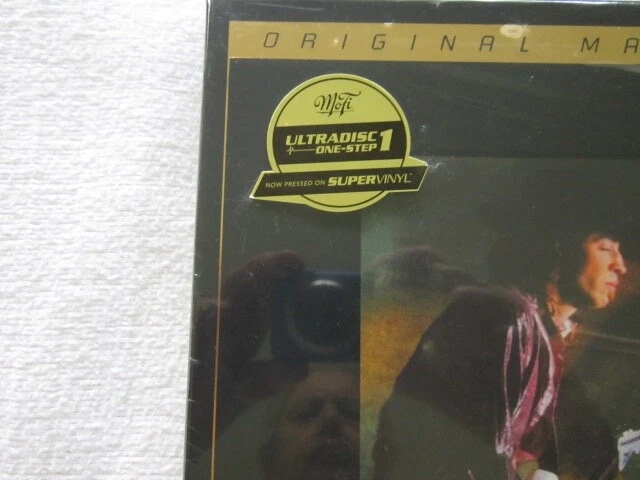 ORIGINAL MA
MoFi
ULTRADISC
ONE-STEP 1
NOW PRESSED ON SUPERVINYL